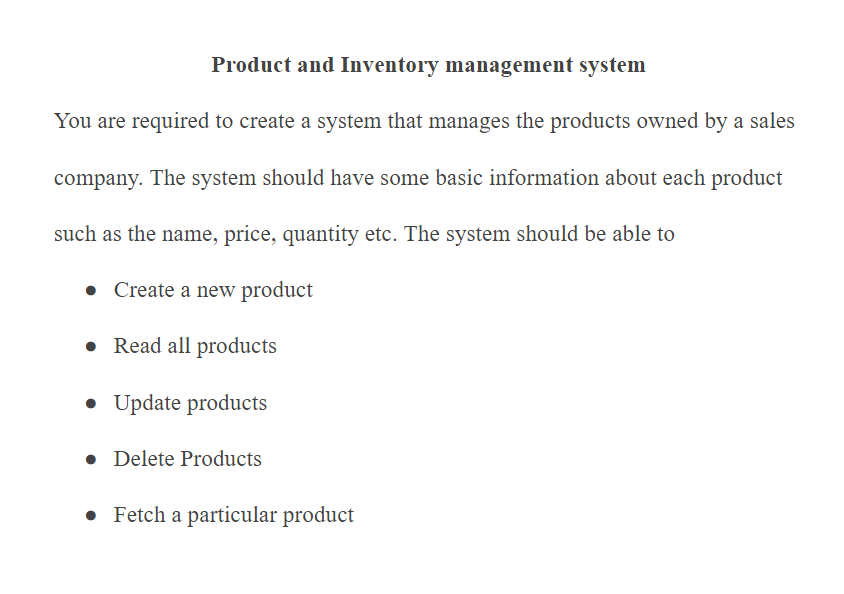 Product and Inventory management system
You are required to create a system that manages the products owned by a sales
company. The system should have some basic information about each product
such as the name, price, quantity etc. The system should be able to
● Create a new product
● Read all products
● Update products
● Delete Products
● Fetch a particular product